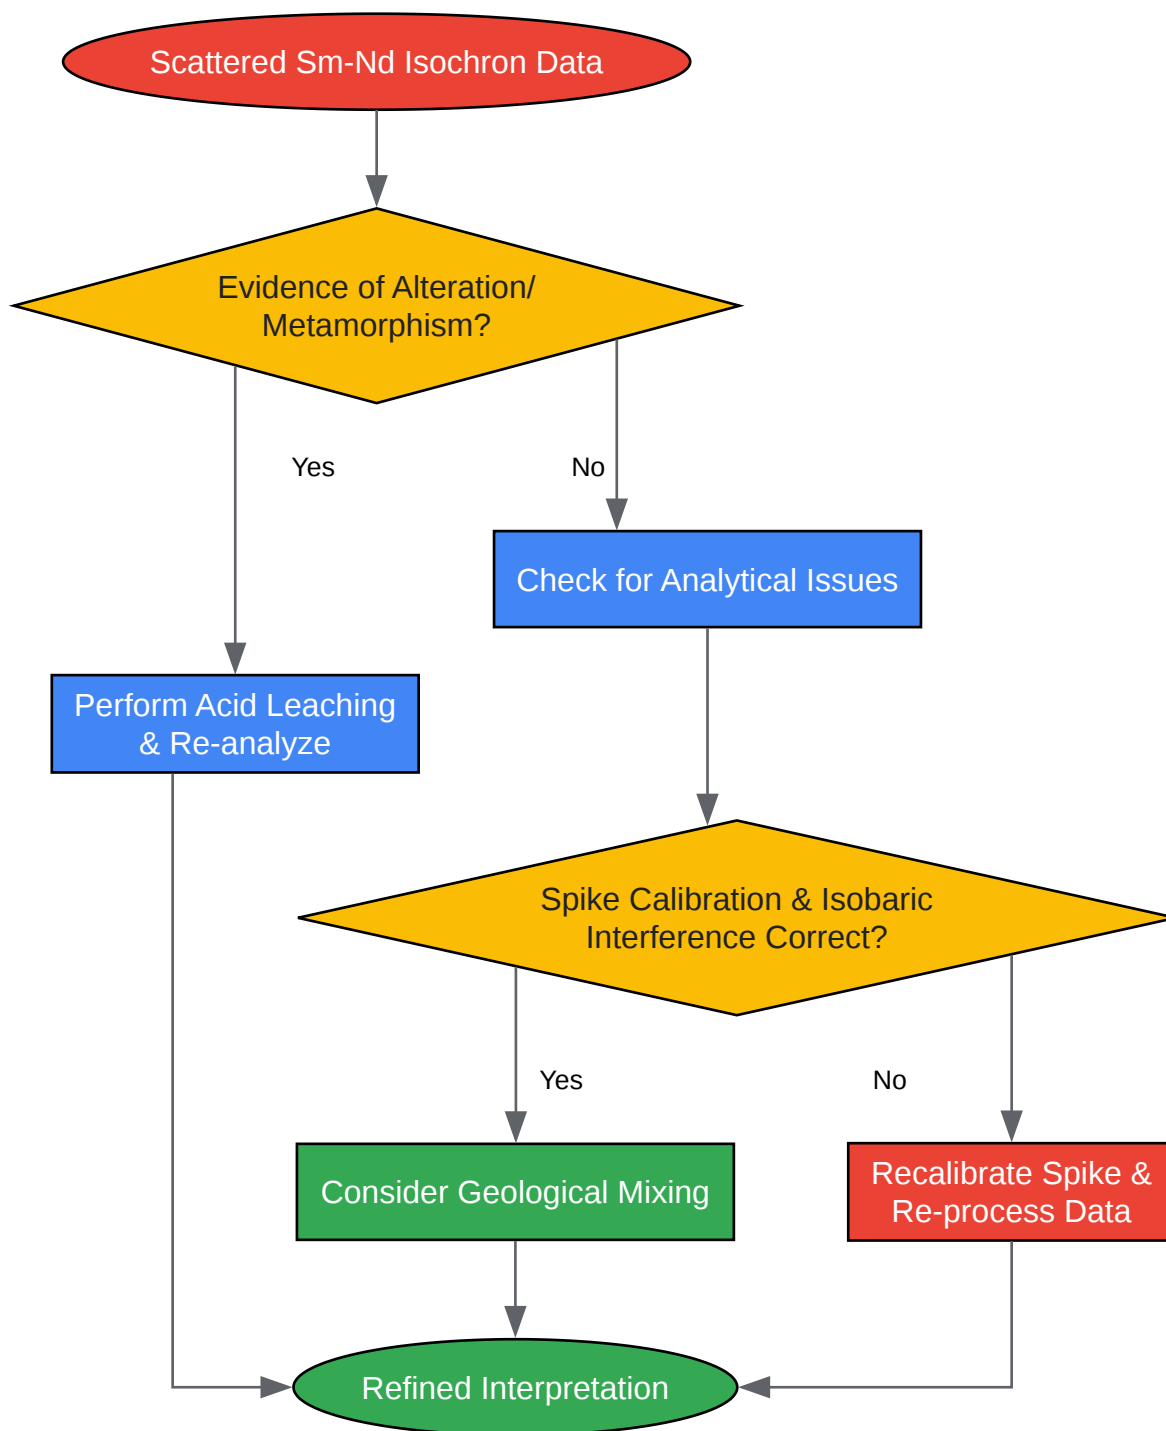 Scattered Sm-Nd Isochron Data
Evidence of Alteration/
Metamorphism?
Yes
No
Check for Analytical Issues
Perform Acid Leaching
& Re-analyze
Spike Calibration & Isobaric
Interference Correct?
Yes
No
Consider Geological Mixing
Recalibrate Spike &
Re-process Data
Refined Interpretation